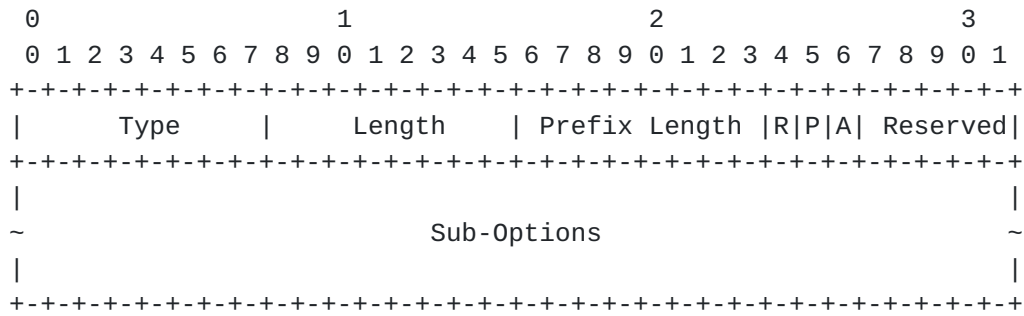 0                   1                   2                   3
 0 1 2 3 4 5 6 7 8 9 0 1 2 3 4 5 6 7 8 9 0 1 2 3 4 5 6 7 8 9 0 1
+-+-+-+-+-+-+-+-+-+-+-+-+-+-+-+-+-+-+-+-+-+-+-+-+-+-+-+-+-+-+-+-+
|      Type     |     Length    | Prefix Length |R|P|A| Reserved|
+-+-+-+-+-+-+-+-+-+-+-+-+-+-+-+-+-+-+-+-+-+-+-+-+-+-+-+-+-+-+-+-+
|                                                               |
~                          Sub-Options                          ~
|                                                               |
+-+-+-+-+-+-+-+-+-+-+-+-+-+-+-+-+-+-+-+-+-+-+-+-+-+-+-+-+-+-+-+-+